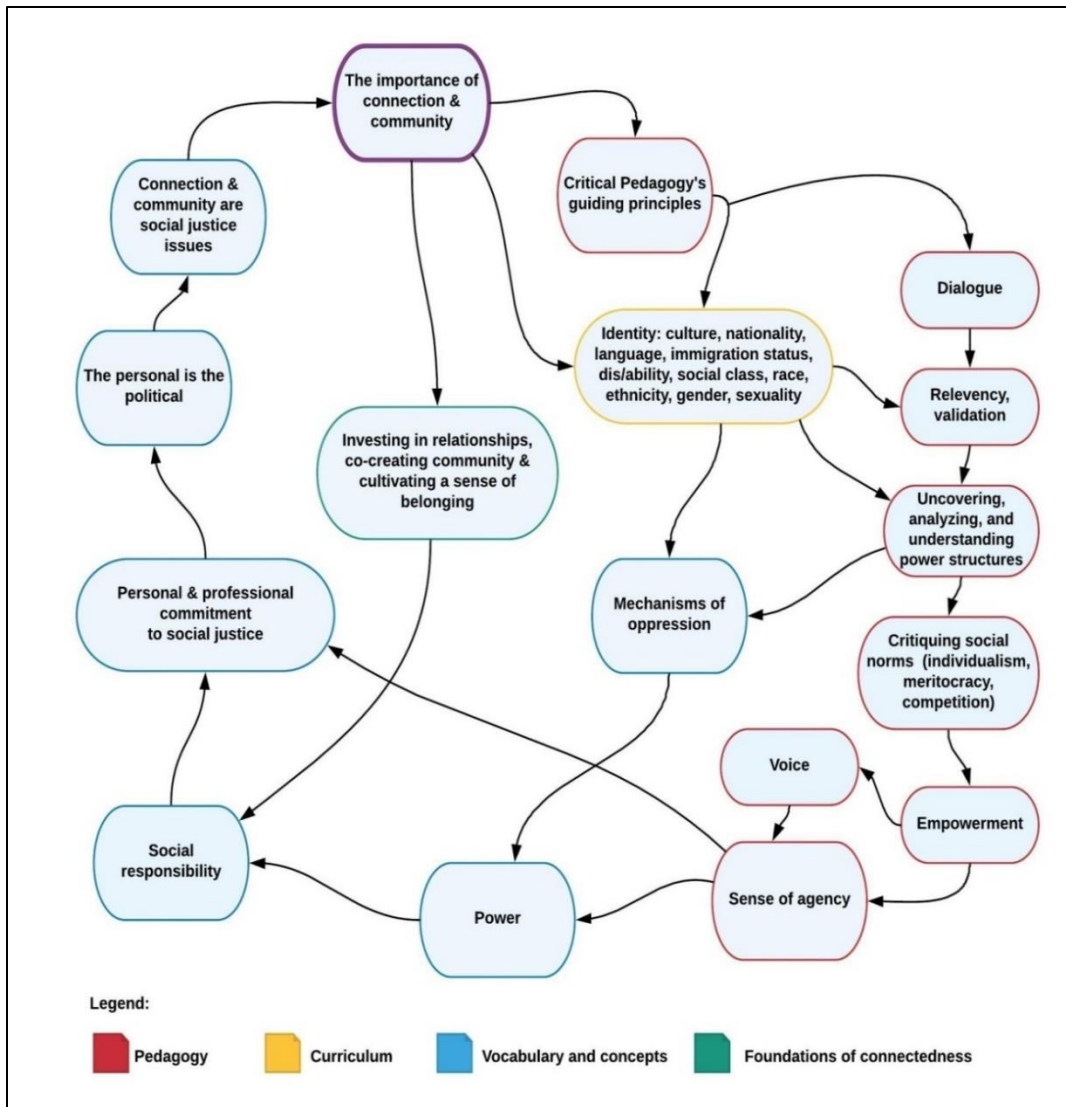 The importance of
connection &
community
Critical Pedagogy's
guiding principles
Connection &
community are
social justice
issues
Dialogue
Identity: culture, nationality,
language, immigration status,
dis/ability, social class, race,
ethnicity, gender, sexuality
The personal is the
political
Relevency,
validation
Investing in relationships,
co-creating community &
cultivating a sense of
belonging
Uncovering,
analyzing, and
understanding
power structures
Personal & professional
commitment
to social justice
Mechanisms of
oppression
Critiquing social
norms (individualism,
meritocracy,
competition)
Voice
Empowerment
Social
responsibility
Sense of agency
Power
Legend:
Pedagogy
Curriculum
Vocabulary and concepts
Foundations of connectedness